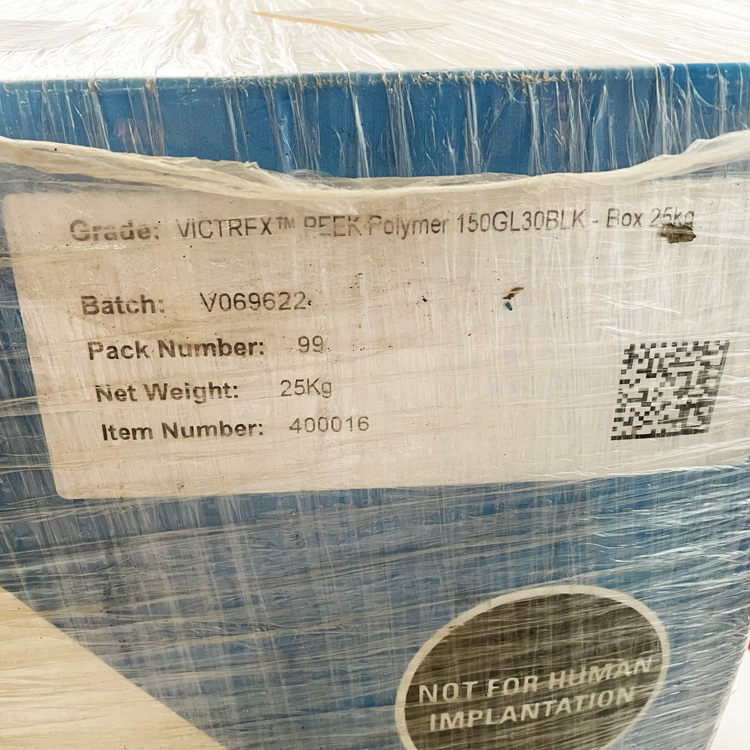 Grade: VICTREX™ PEEK Polymer 150GL30BLK - Box 25kg
Batch: V069622
Pack Number: 99
Net Weight: 25Kg
Item Number: 400016
NOT FOR HUMAN
IMPLANTATION